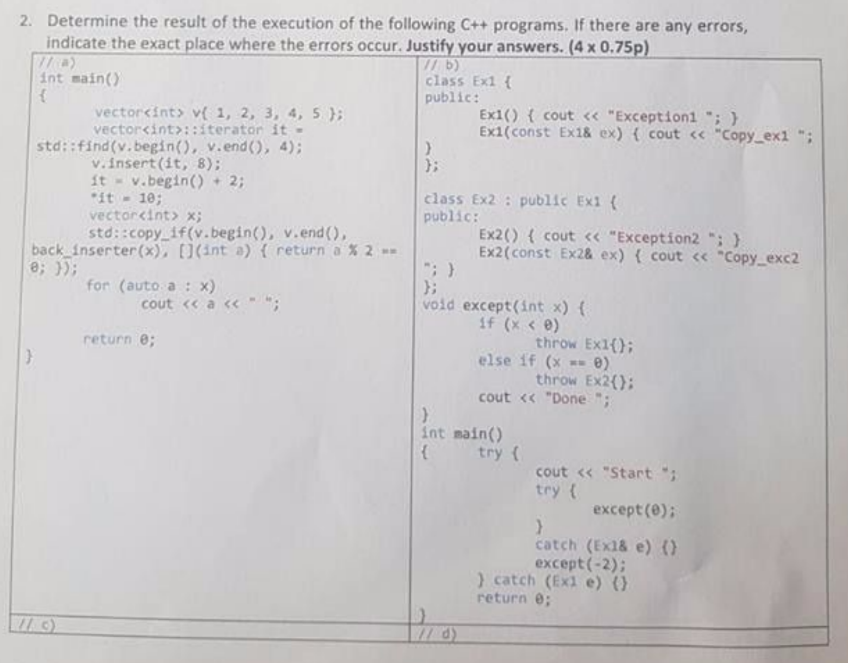 2. Determine the result of the execution of the following C++ programs. If there are any errors,
indicate the exact place where the errors occur. Justify your answers. (4 x 0.75p)
// a)
int main()
{
vector<int> v{ 1, 2, 3, 4, 5 };
vector<int>::iterator it =
std::find(v.begin(), v.end(), 4);
v.insert(it, 8);
it = v.begin() + 2;
*it = 10;
vector<int> x;
std::copy_if(v.begin(), v.end(),
back_inserter(x), [](int a) { return a % 2 ==
0; });
for (auto a : x)
cout << a << " ";
return 0;
}
// b)
class Ex1 {
public:
Ex1() { cout << "Exception1 "; }
Ex1(const Ex1& ex) { cout << "Copy_ex1 ";
}
};
class Ex2 : public Ex1 {
public:
Ex2() { cout << "Exception2 "; }
Ex2(const Ex2& ex) { cout << "Copy_exc2
"; }
};
void except(int x) {
if (x < 0)
throw Ex1{};
else if (x == 0)
throw Ex2{};
cout << "Done ";
}
int main()
{ try {
cout << "Start ";
try {
except(0);
}
catch (Ex1& e) {}
except(-2);
} catch (Ex1 e) {}
return 0;
}
// c)
// d)